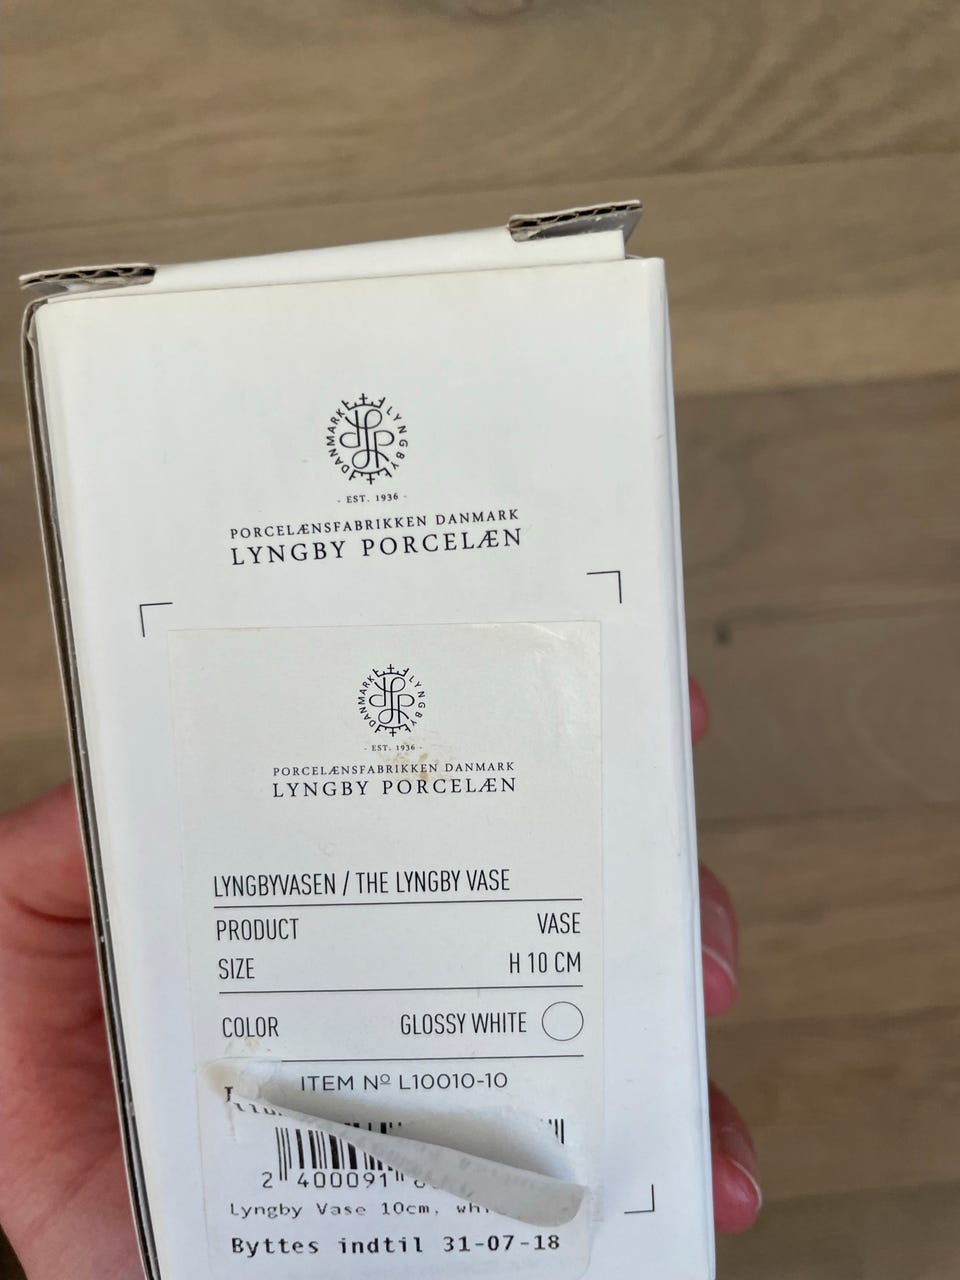 DANMARK LYNGBY
- EST. 1936 -
PORCELÆNSFABRIKKEN DANMARK
LYNGBY PORCELÆN
DANMARK LYNGBY
- EST. 1936 -
PORCELÆNSFABRIKKEN DANMARK
LYNGBY PORCELÆN
LYNGBYVASEN / THE LYNGBY VASE
PRODUCT VASE
SIZE H 10 CM
COLOR GLOSSY WHITE
ITEM Nº L10010-10
2 400091
Lyngby Vase 10cm,
Byttes indtil 31-07-18